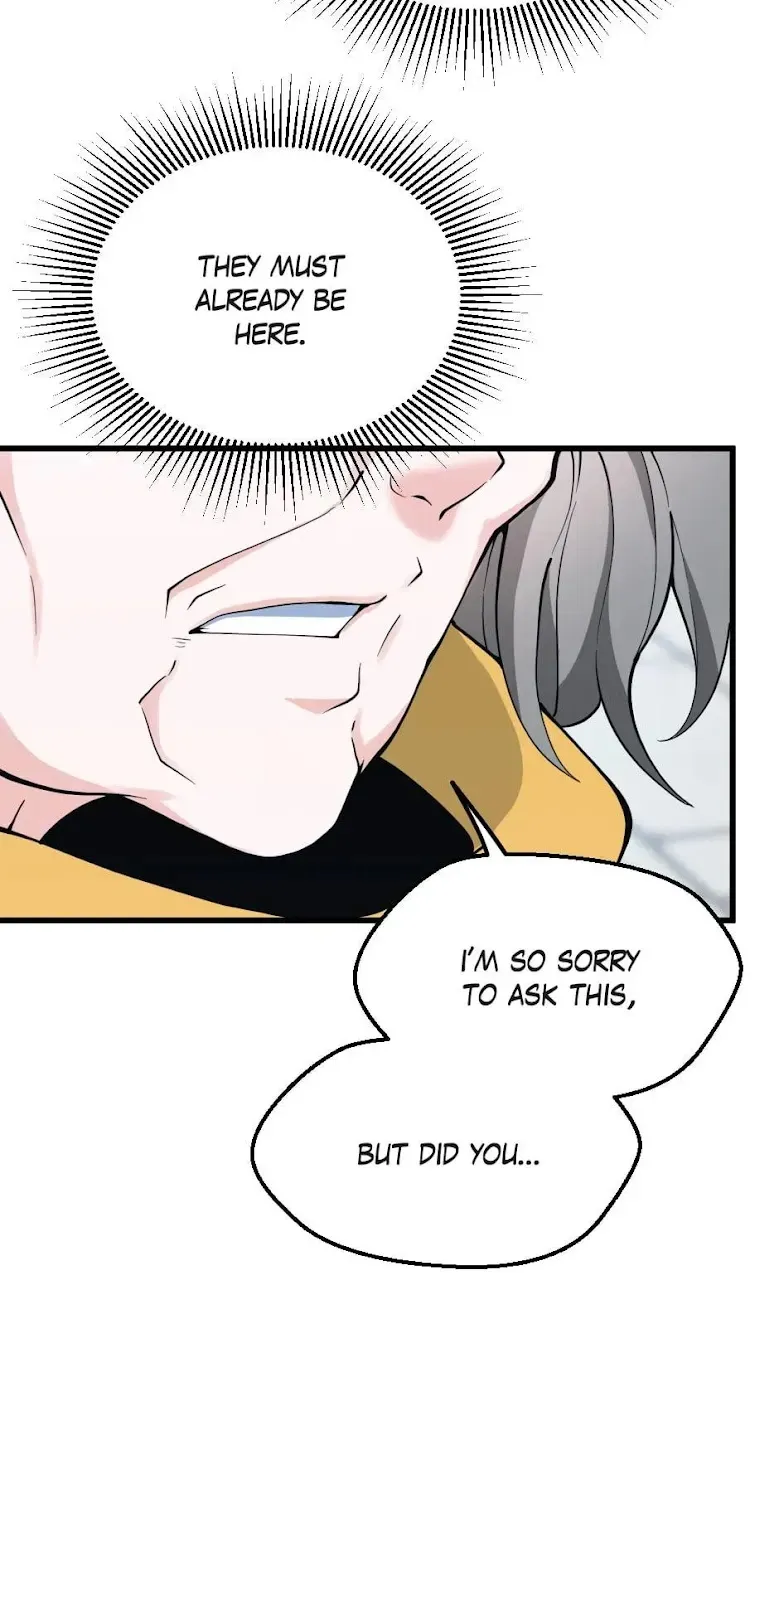 THEY MUST
ALREADY BE
HERE.
I'M SO SORRY
TO ASK THIS,
BUT DID YOU...